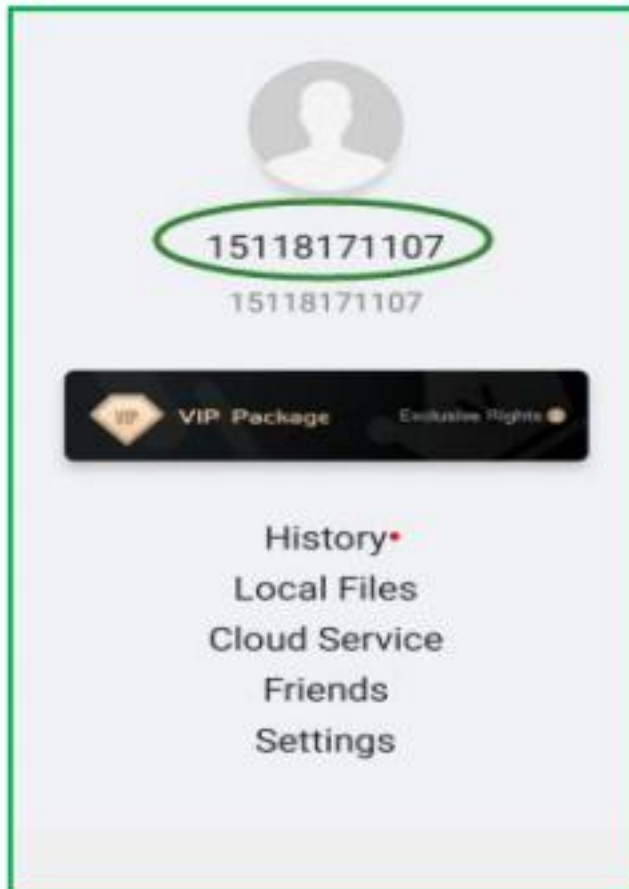 15118171107
15118171107
VIP VIP Package Exclusive Rights
History
Local Files
Cloud Service
Friends
Settings